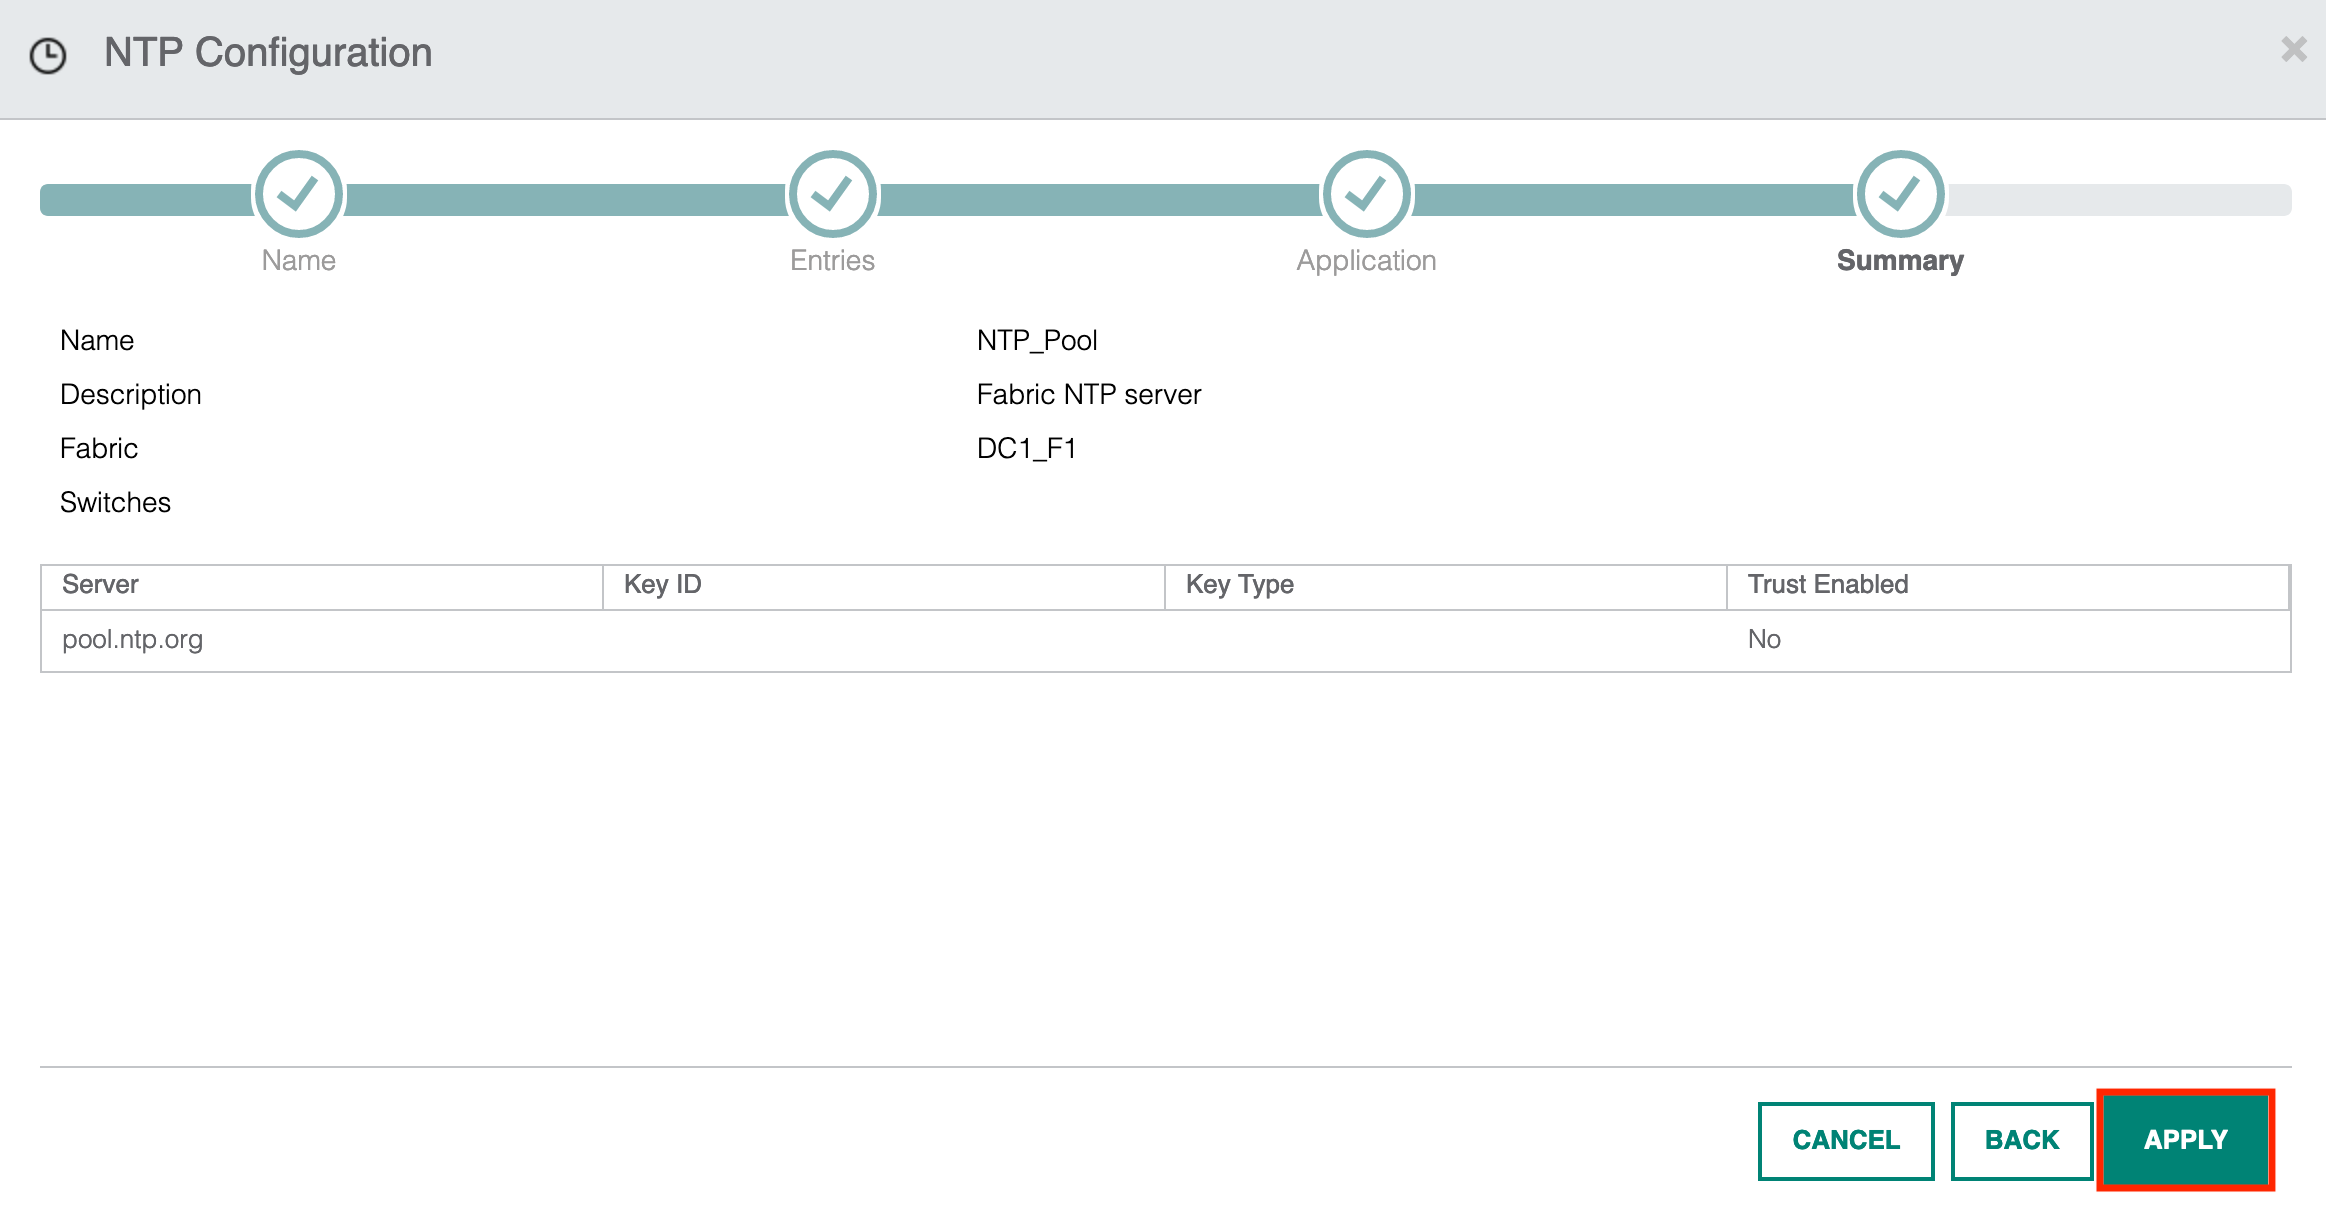 NTP Configuration
Name
Entries
Application
Summary
Name NTP_Pool
Description Fabric NTP server
Fabric DC1_F1
Switches
Server Key ID Key Type Trust Enabled
pool.ntp.org No
CANCEL BACK APPLY